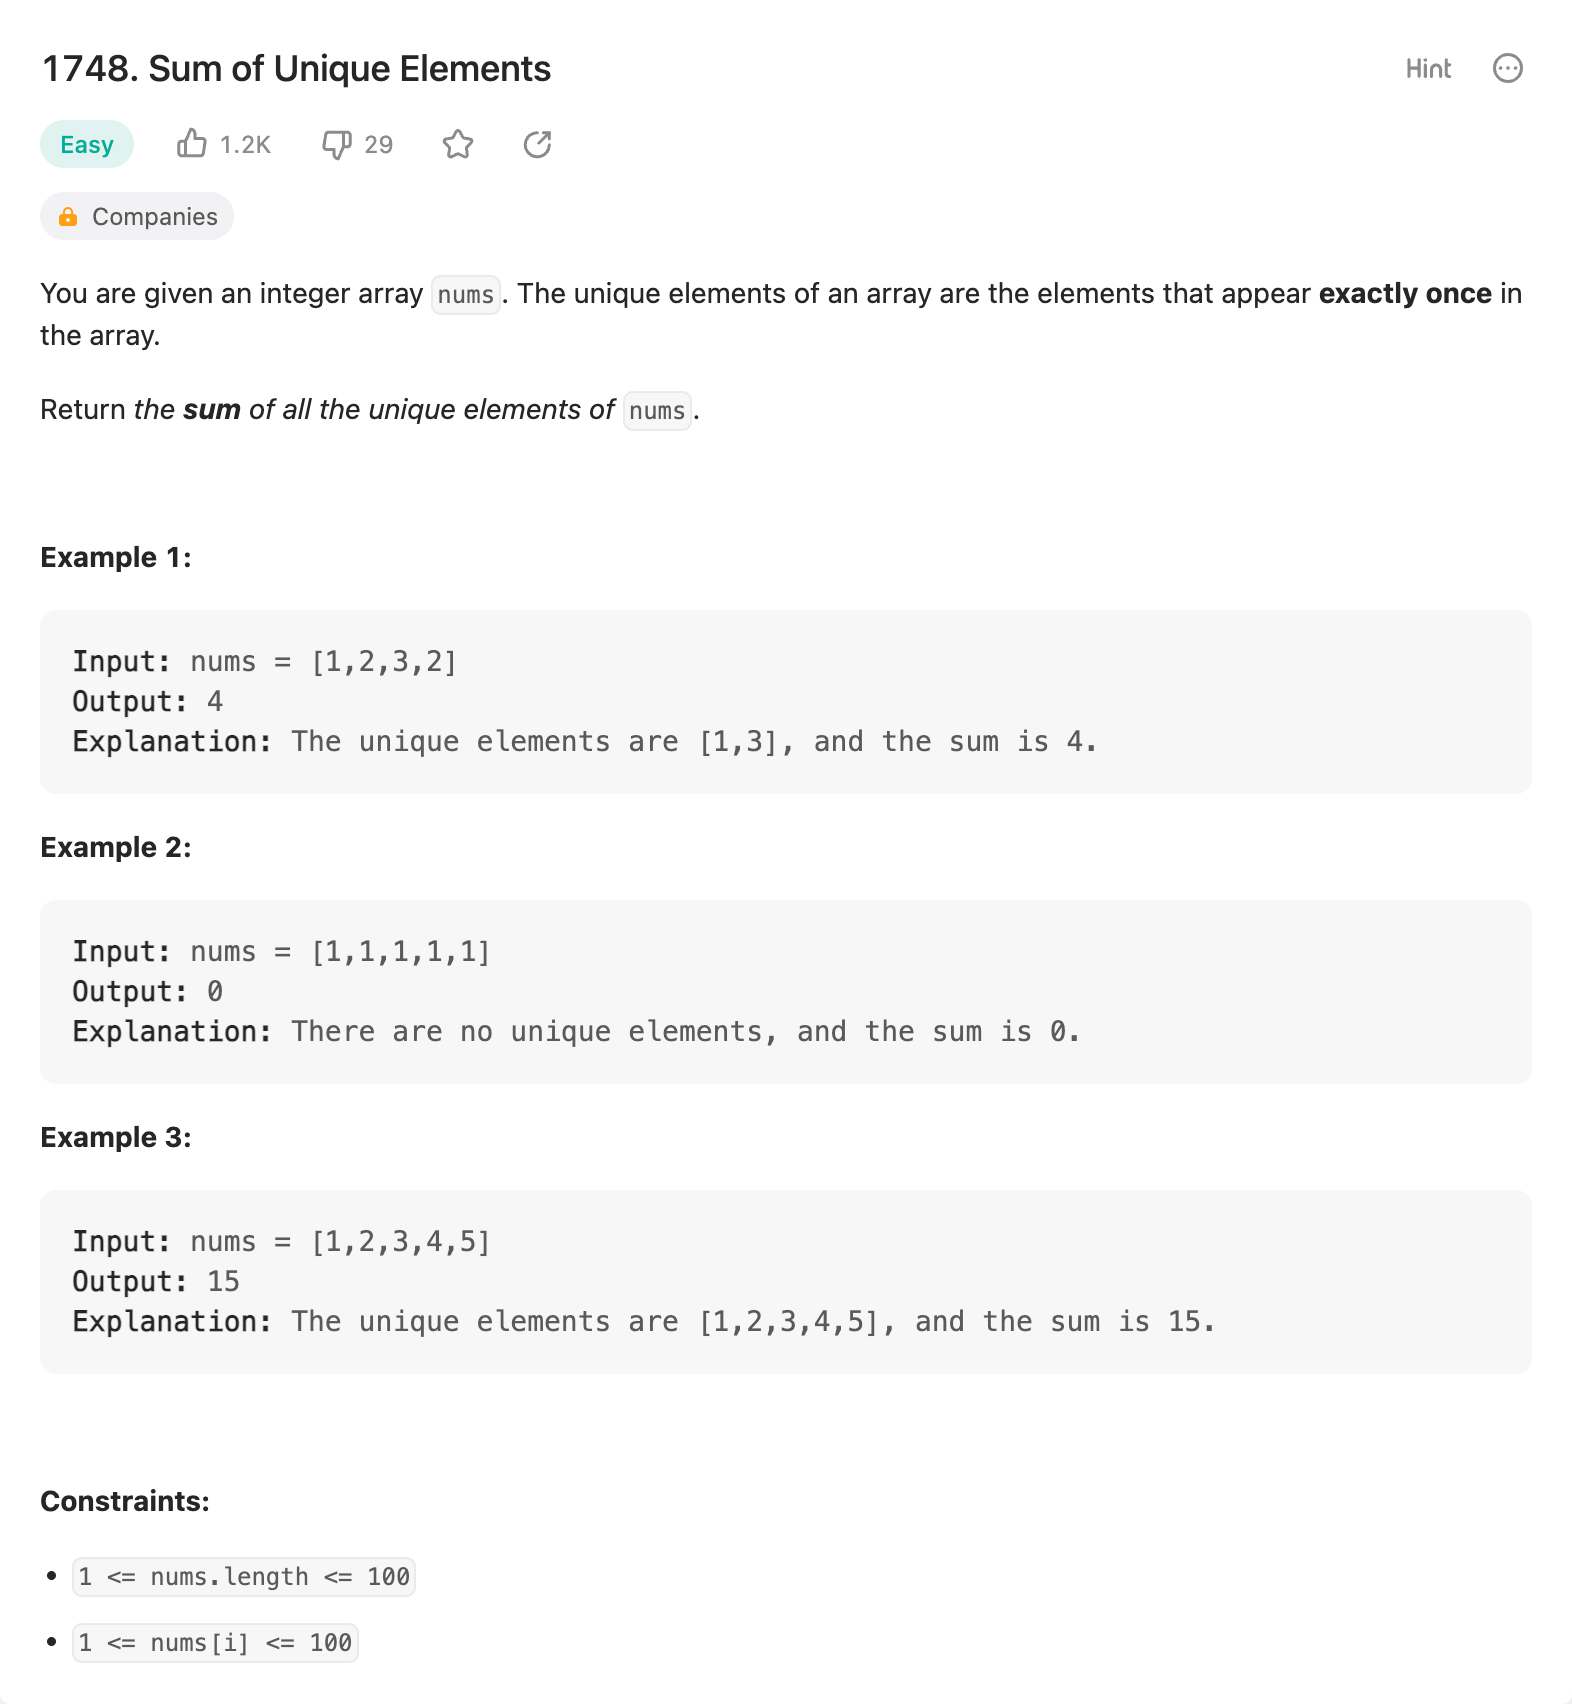 1748. Sum of Unique Elements
Hint
Easy
1.2K
29
Companies
You are given an integer array nums. The unique elements of an array are the elements that appear exactly once in
the array.
Return the sum of all the unique elements of nums.
Example 1:
Input: nums = [1,2,3,2]
Output: 4
Explanation: The unique elements are [1,3], and the sum is 4.
Example 2:
Input: nums = [1,1,1,1,1]
Output: 0
Explanation: There are no unique elements, and the sum is 0.
Example 3:
Input: nums = [1,2,3,4,5]
Output: 15
Explanation: The unique elements are [1,2,3,4,5], and the sum is 15.
Constraints:
• 1 <= nums.length <= 100
• 1 <= nums[i] <= 100